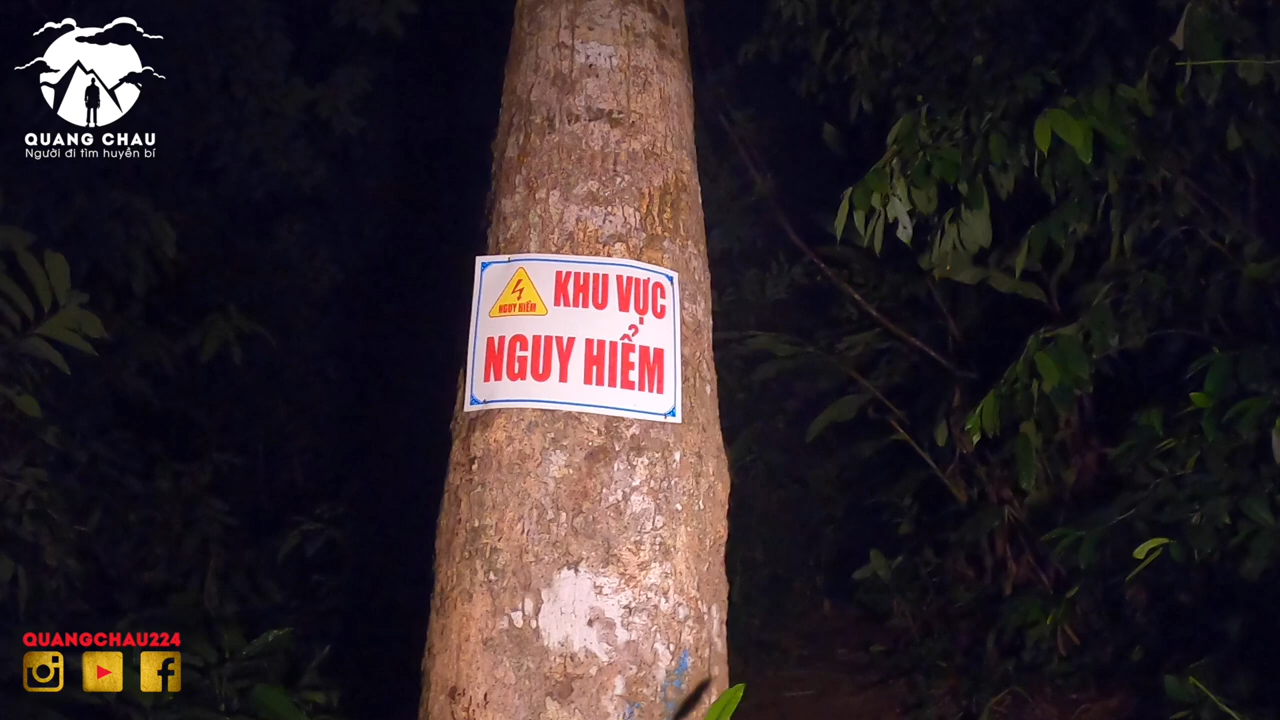 QUANG CHAU
Người đi tìm huyền bí
KHU VỰC
NGUY HIỂM
NGUY HIỂM
QUANGCHAU224